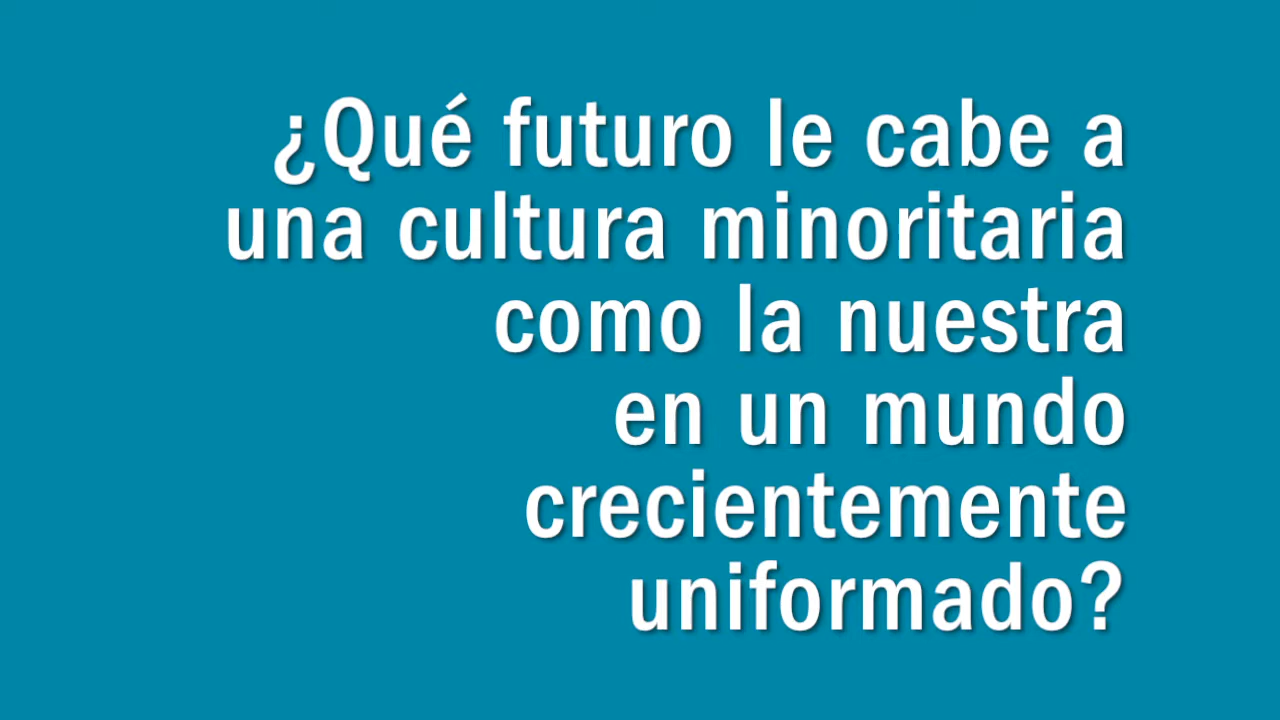 ¿Qué futuro le cabe a
una cultura minoritaria
como la nuestra
en un mundo
crecientemente
uniformado?